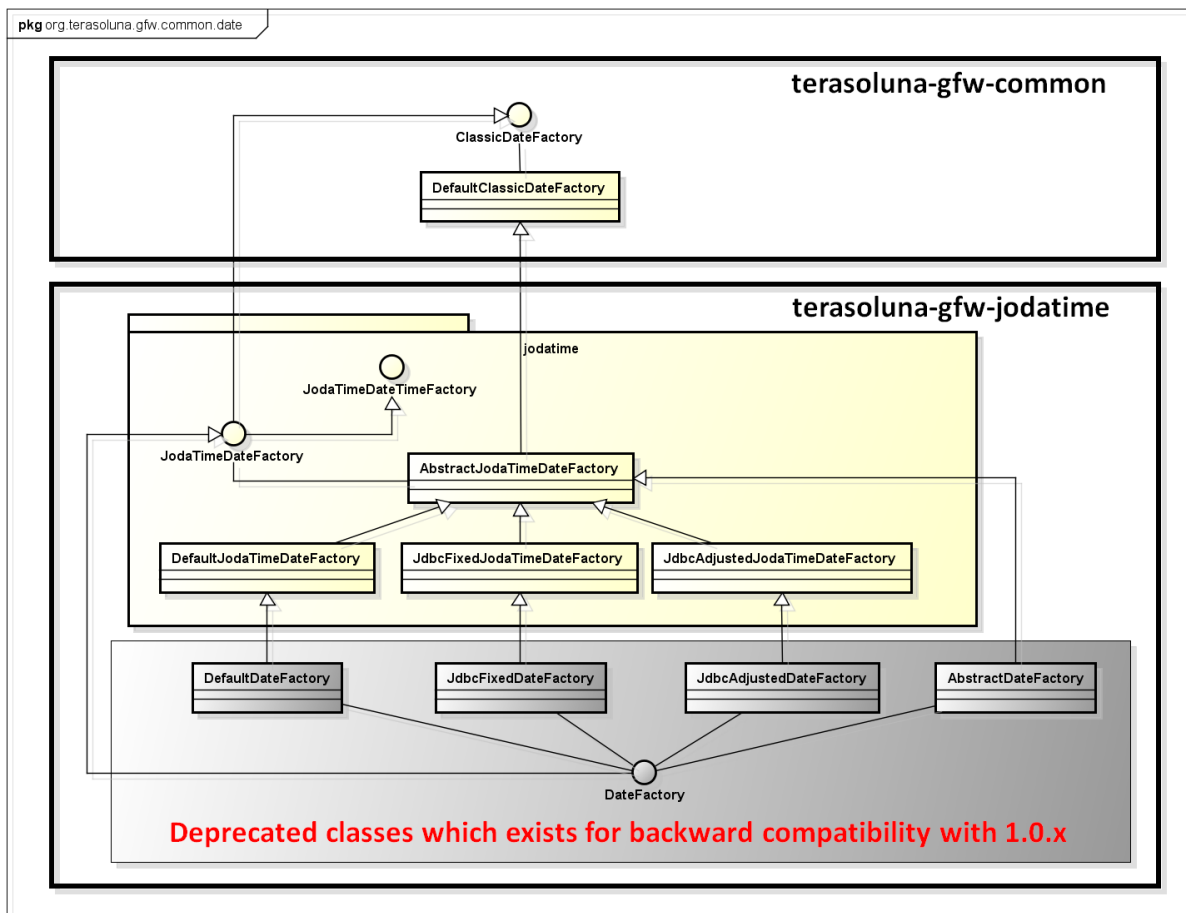 pkg org.terasoluna.gfw.common.date
terasoluna-gfw-common
ClassicDateFactory
DefaultClassicDateFactory
terasoluna-gfw-jodatime
jodatime
JodaTimeDateTimeFactory
JodaTimeDateFactory
AbstractJodaTimeDateFactory
DefaultJodaTimeDateFactory
JdbcFixedJodaTimeDateFactory
JdbcAdjustedJodaTimeDateFactory
DefaultDateFactory
JdbcFixedDateFactory
JdbcAdjustedDateFactory
AbstractDateFactory
DateFactory
Deprecated classes which exists for backward compatibility with 1.0.x